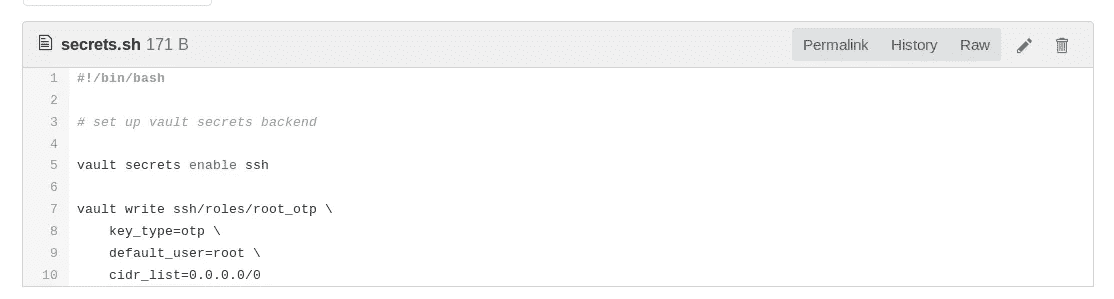 secrets.sh 171 B Permalink History Raw
1 #!/bin/bash
2
3 # set up vault secrets backend
4
5 vault secrets enable ssh
6
7 vault write ssh/roles/root_otp \
8     key_type=otp \
9     default_user=root \
10     cidr_list=0.0.0.0/0